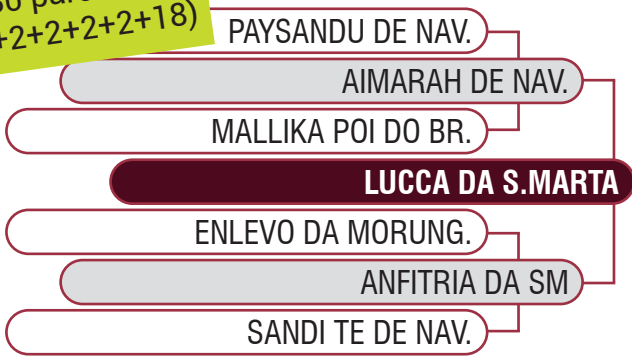 +2+2+2+2+18)
PAYSANDU DE NAV.
AIMARAH DE NAV.
MALLIKA POI DO BR.
LUCCA DA S.MARTA
ENLEVO DA MORUNG.
ANFITRIA DA SM
SANDI TE DE NAV.